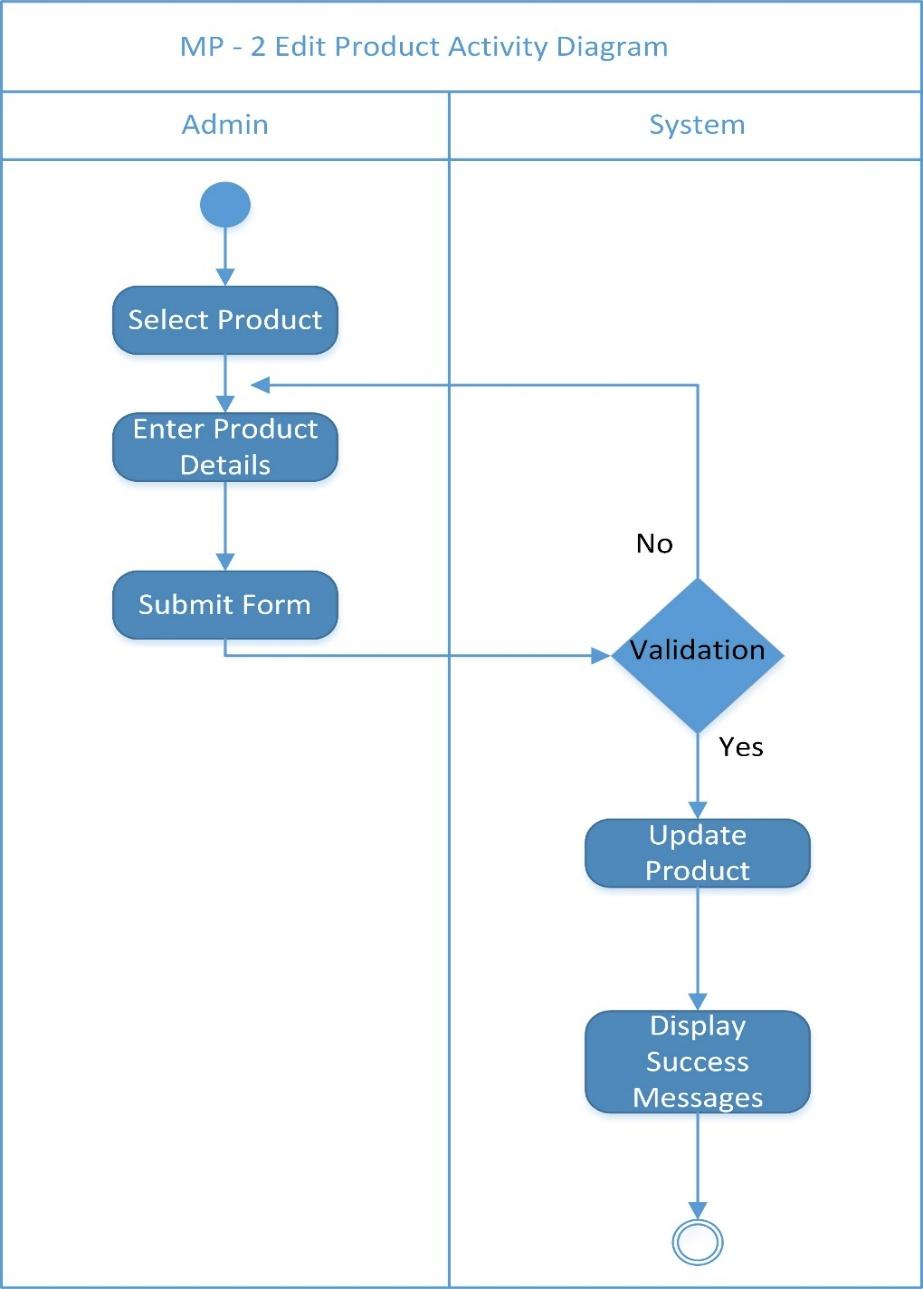 MP - 2 Edit Product Activity Diagram
Admin
System
Select Product
Enter Product
Details
No
Submit Form
Validation
Yes
Update
Product
Display
Success
Messages